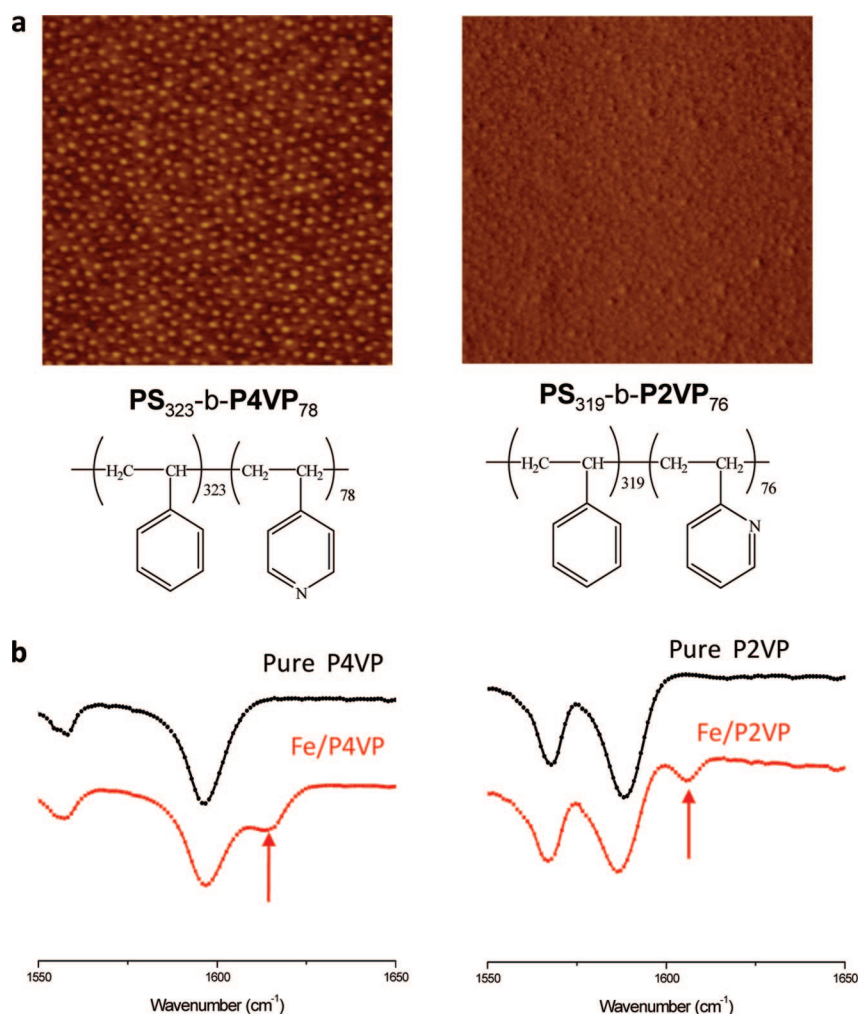 a
PS323-b-P4VP78
PS319-b-P2VP76
H2C CH CH2 CH2
323 78
N
H2C CH CH2 CH2
319 76
N
b
Pure P4VP
Fe/P4VP
Pure P2VP
Fe/P2VP
1550 1600 1650
Wavenumber (cm-1)
1550 1600 1650
Wavenumber (cm-1)